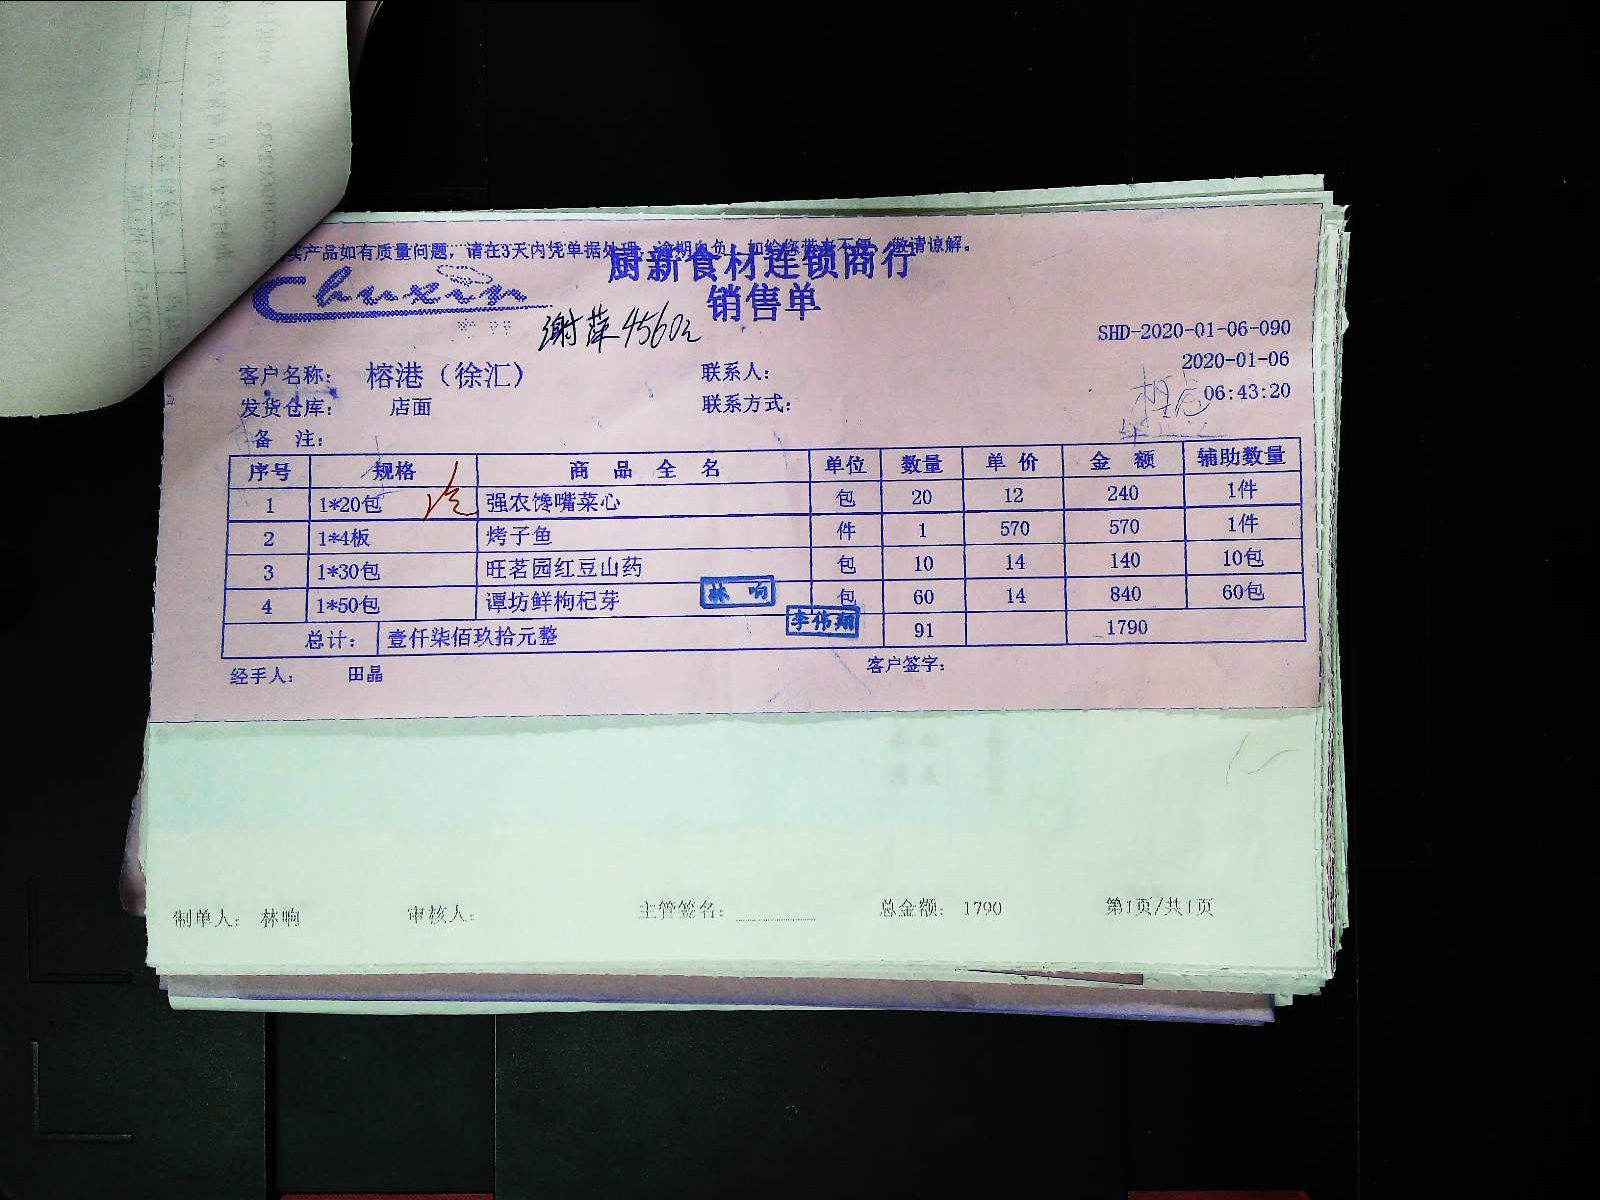 买产品如有质量问题，请在3天内凭单据处理，逾期自负！如给您带来不便，敬请谅解。
厨新食材连锁商行
Chuxin
销售单
谢萍4560
SHD-2020-01-06-090
2020-01-06
客户名称： 榕港（徐汇） 联系人：
06:43:20
发货仓库： 店面 联系方式：
备 注：
序号 规格 商品全名 单位 数量 单价 金额 辅助数量
1 1*20包 强农馋嘴菜心 包 20 12 240 1件
2 1*4板 烤子鱼 件 1 570 570 1件
3 1*30包 旺茗园红豆山药 包 10 14 140 10包
4 1*50包 谭坊鲜枸杞芽 包 60 14 840 60包
林响
李伟翔
总计： 壹仟柒佰玖拾元整 91 1790
经手人： 田晶 客户签字：
制单人： 林响 审核人： 主管签名： 总金额： 1790 第1页/共1页